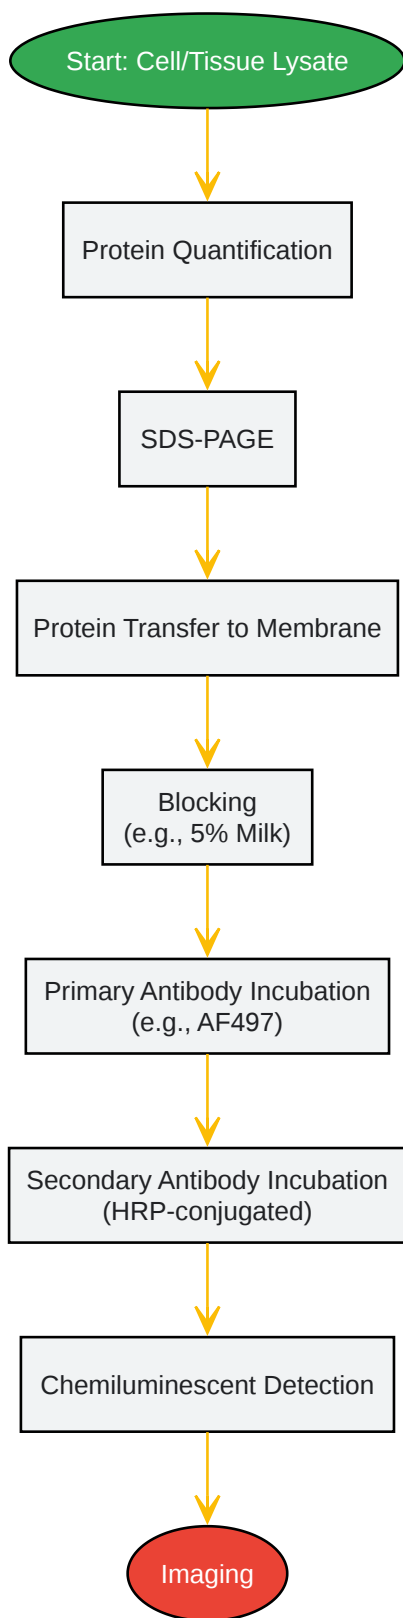 Start: Cell/Tissue Lysate
Protein Quantification
SDS-PAGE
Protein Transfer to Membrane
Blocking
(e.g., 5% Milk)
Primary Antibody Incubation
(e.g., AF497)
Secondary Antibody Incubation
(HRP-conjugated)
Chemiluminescent Detection
Imaging